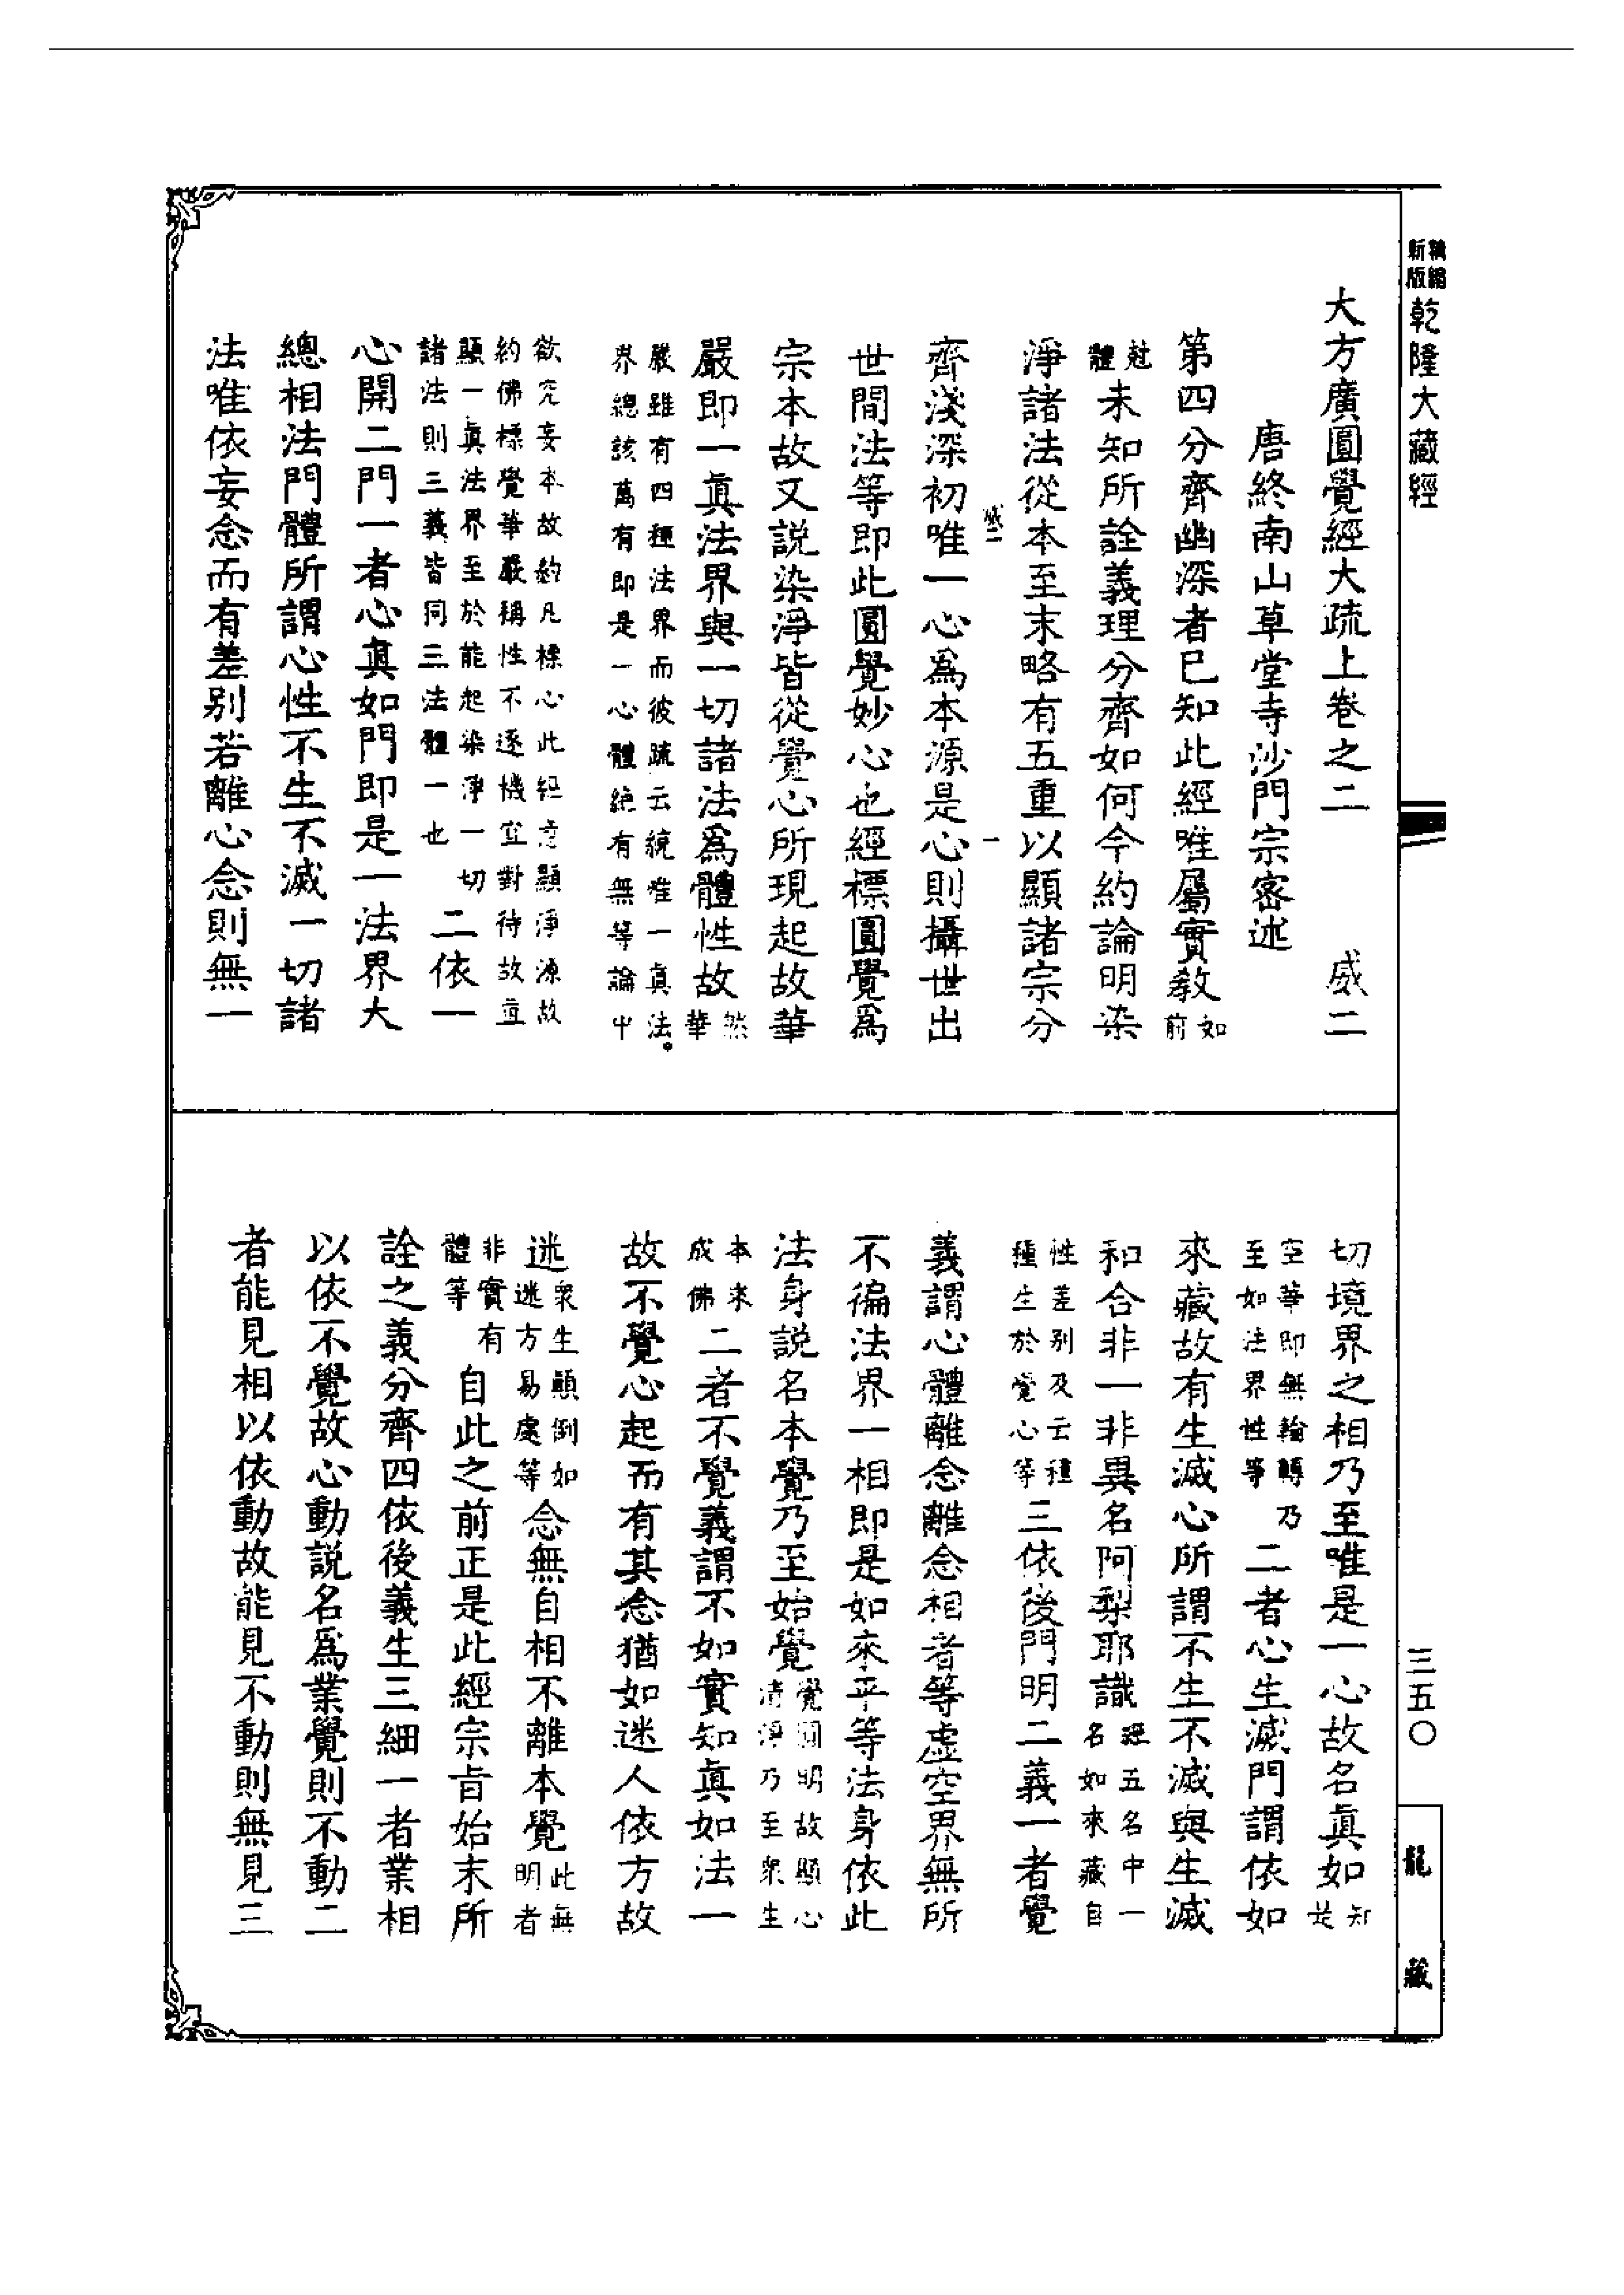 新編縮版 乾隆大藏經
大方廣圓覺經大疏上卷之二 威二
唐終南山草堂寺沙門宗密述
第四分齊幽深者已知此經唯屬實教如前
尅體未知所詮義理分齊如何今約論明染
淨諸法從本至末略有五重以顯諸宗分
威二 一
齊淺深初唯一心為本源是心則攝世出
世間法等即此圓覺妙心也經標圓覺為
宗本故又説染淨皆從覺心所現起故華
嚴即一真法界與一切諸法為體性故然華
嚴雖有四種法界而彼疏云統唯一真法
界總該萬有即是一心體絕有無等論中
欲究妄本故約凡標心此經意顯淨源故
約佛標覺華嚴稱性不逐機宜對待故直
顯一真法界至於能起染淨一切
諸法則三義皆同三法體一也 二依一
心開二門一者心真如門即是一法界大
總相法門體所謂心性不生不滅一切諸
法唯依妄念而有差別若離心念則無一
切境界之相乃至唯是一心故名真如知是
空華即無輪轉乃
至如法界性等 二者心生滅門謂依如
來藏故有生滅心所謂不生不滅與生滅
和合非一非異名阿梨耶識經五名中一名如來藏自
性差別及云種
種生於覺心等三依後門明二義一者覺
義謂心體離念離念相者等虛空界無所
不徧法界一相即是如來平等法身依此
法身説名本覺乃至始覺覺圓明故顯心清淨乃至衆生
本來
成佛二者不覺義謂不如實知真如法一
故不覺心起而有其念猶如迷人依方故
迷衆生顚倒如迷方易處等念無自相不離本覺此無明者
非實有
體等自此之前正是此經宗旨始末所
詮之義分齊四依後義生三細一者業相
以依不覺故心動説名為業覺則不動二
者能見相以依動故能見不動則無見三
三五〇
龍藏